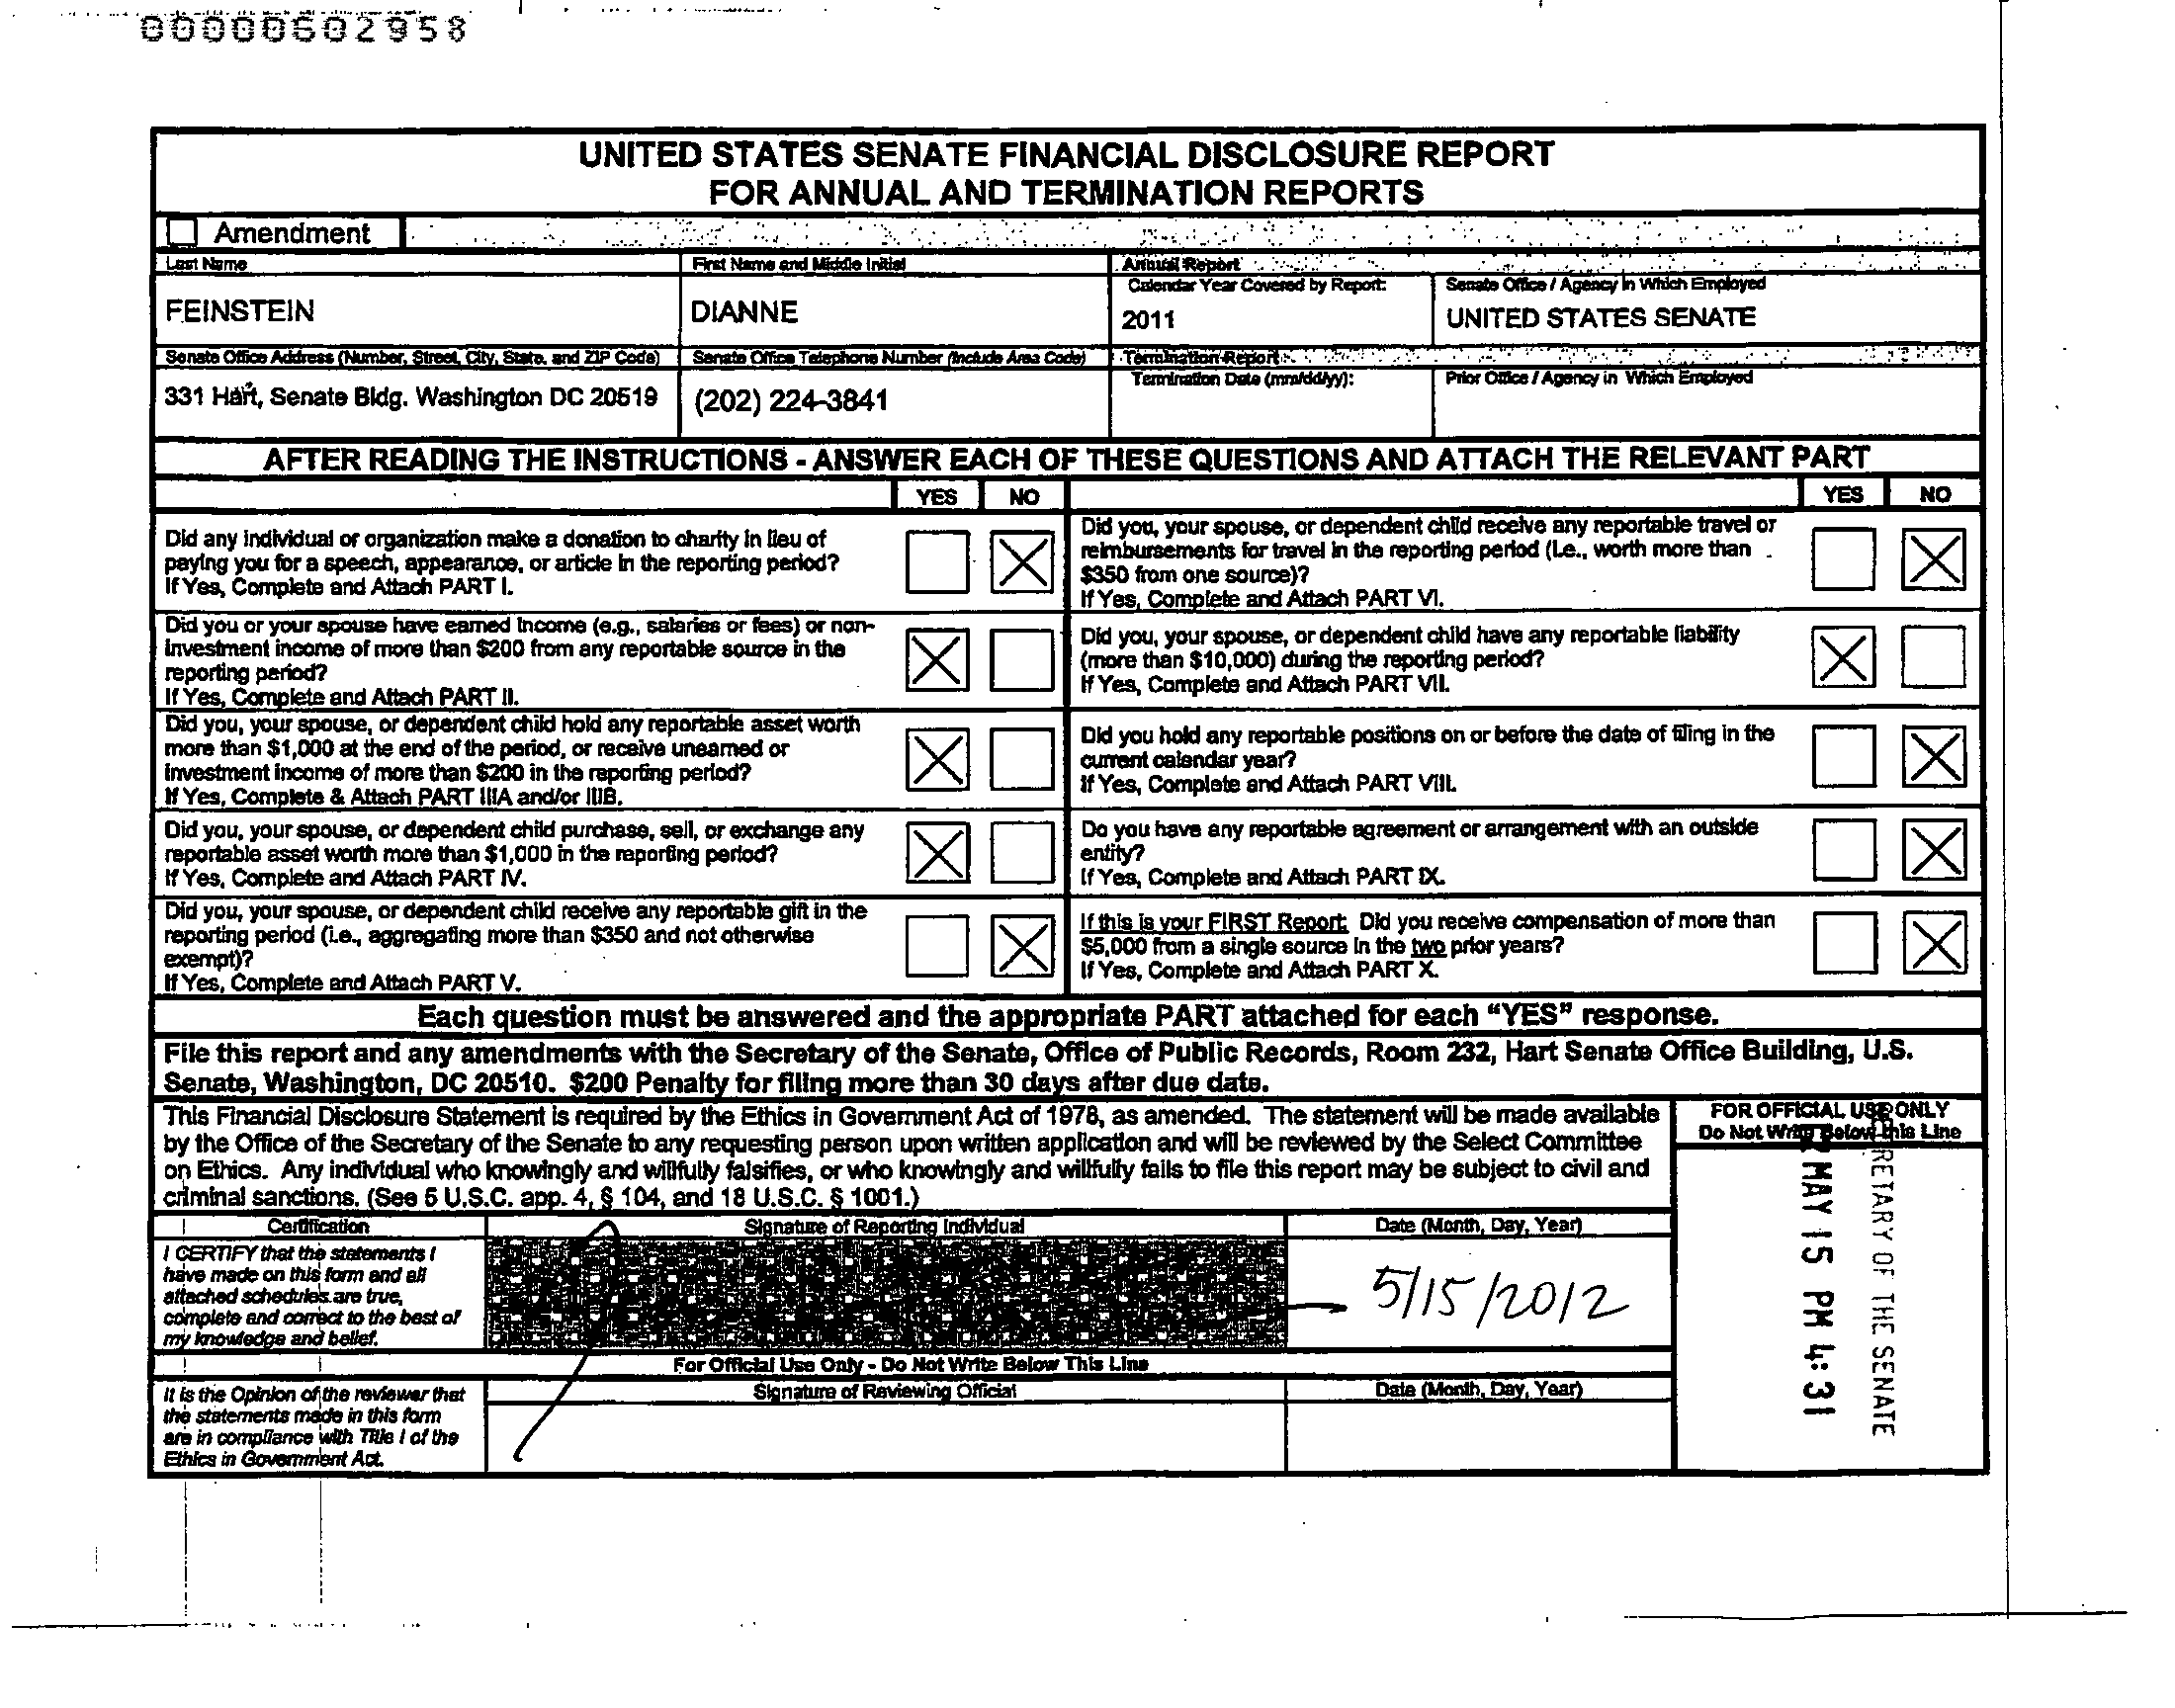 00000602958
UNITED STATES SENATE FINANCIAL DISCLOSURE REPORT
FOR ANNUAL AND TERMINATION REPORTS
Amendment
Last Name
First Name and Middle Initial
Annual Report
Calendar Year Covered by Report:
Senate Office / Agency in Which Employed
FEINSTEIN
DIANNE
2011
UNITED STATES SENATE
Senate Office Address (Number, Street, City, State, and ZIP Code)
Senate Office Telephone Number (Include Area Code)
Termination Report
Termination Date (mm/dd/yy):
Prior Office / Agency in Which Employed
331 Hart, Senate Bldg. Washington DC 20519
(202) 224-3841
AFTER READING THE INSTRUCTIONS - ANSWER EACH OF THESE QUESTIONS AND ATTACH THE RELEVANT PART
YES NO
YES NO
Did any individual or organization make a donation to charity in lieu of
paying you for a speech, appearance, or article in the reporting period?
If Yes, Complete and Attach PART I.
Did you, your spouse, or dependent child receive any reportable travel or
reimbursements for travel in the reporting period (i.e., worth more than
$350 from one source)?
If Yes, Complete and Attach PART VI.
Did you or your spouse have earned income (e.g., salaries or fees) or non-
investment income of more than $200 from any reportable source in the
reporting period?
If Yes, Complete and Attach PART II.
Did you, your spouse, or dependent child have any reportable liability
(more than $10,000) during the reporting period?
If Yes, Complete and Attach PART VII.
Did you, your spouse, or dependent child hold any reportable asset worth
more than $1,000 at the end of the period, or receive unearned or
investment income of more than $200 in the reporting period?
If Yes, Complete & Attach PART IIIA and/or IIIB.
Did you hold any reportable positions on or before the date of filing in the
current calendar year?
If Yes, Complete and Attach PART VIII.
Did you, your spouse, or dependent child purchase, sell, or exchange any
reportable asset worth more than $1,000 in the reporting period?
If Yes, Complete and Attach PART IV.
Do you have any reportable agreement or arrangement with an outside
entity?
If Yes, Complete and Attach PART IX.
Did you, your spouse, or dependent child receive any reportable gift in the
reporting period (i.e., aggregating more than $350 and not otherwise
exempt)?
If Yes, Complete and Attach PART V.
If this is your FIRST Report: Did you receive compensation of more than
$5,000 from a single source in the two prior years?
If Yes, Complete and Attach PART X.
Each question must be answered and the appropriate PART attached for each “YES” response.
File this report and any amendments with the Secretary of the Senate, Office of Public Records, Room 232, Hart Senate Office Building, U.S.
Senate, Washington, DC 20510. $200 Penalty for filing more than 30 days after due date.
This Financial Disclosure Statement is required by the Ethics in Government Act of 1978, as amended. The statement will be made available
by the Office of the Secretary of the Senate to any requesting person upon written application and will be reviewed by the Select Committee
on Ethics. Any individual who knowingly and willfully falsifies, or who knowingly and willfully fails to file this report may be subject to civil and
criminal sanctions. (See 5 U.S.C. app. 4, § 104, and 18 U.S.C. § 1001.)
FOR OFFICIAL USE ONLY
Do Not Write Below this Line
RETARY OF THE SENATE
MAY 15 PM 4:31
Certification
Signature of Reporting Individual
Date (Month, Day, Year)
I CERTIFY that the statements I
have made on this form and all
attached schedules are true,
complete and correct to the best of
my knowledge and belief.
5/15/2012
For Official Use Only - Do Not Write Below This Line
It is the Opinion of the reviewer that
the statements made in this form
are in compliance with Title I of the
Ethics in Government Act.
Signature of Reviewing Official
Date (Month, Day, Year)